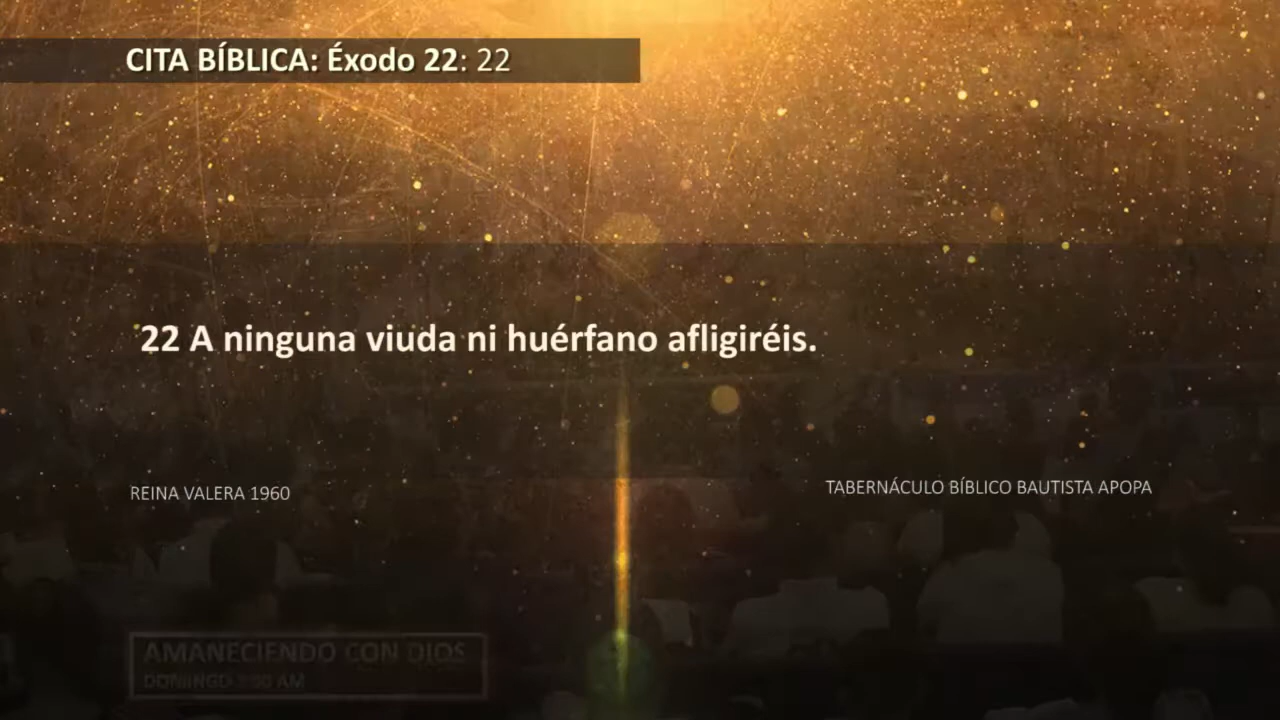 CITA BÍBLICA: Éxodo 22: 22
22 A ninguna viuda ni huérfano afligiréis.
REINA VALERA 1960
TABERNÁCULO BÍBLICO BAUTISTA APOPA
AMANECIENDO CON DIOS
DOMINGO AM